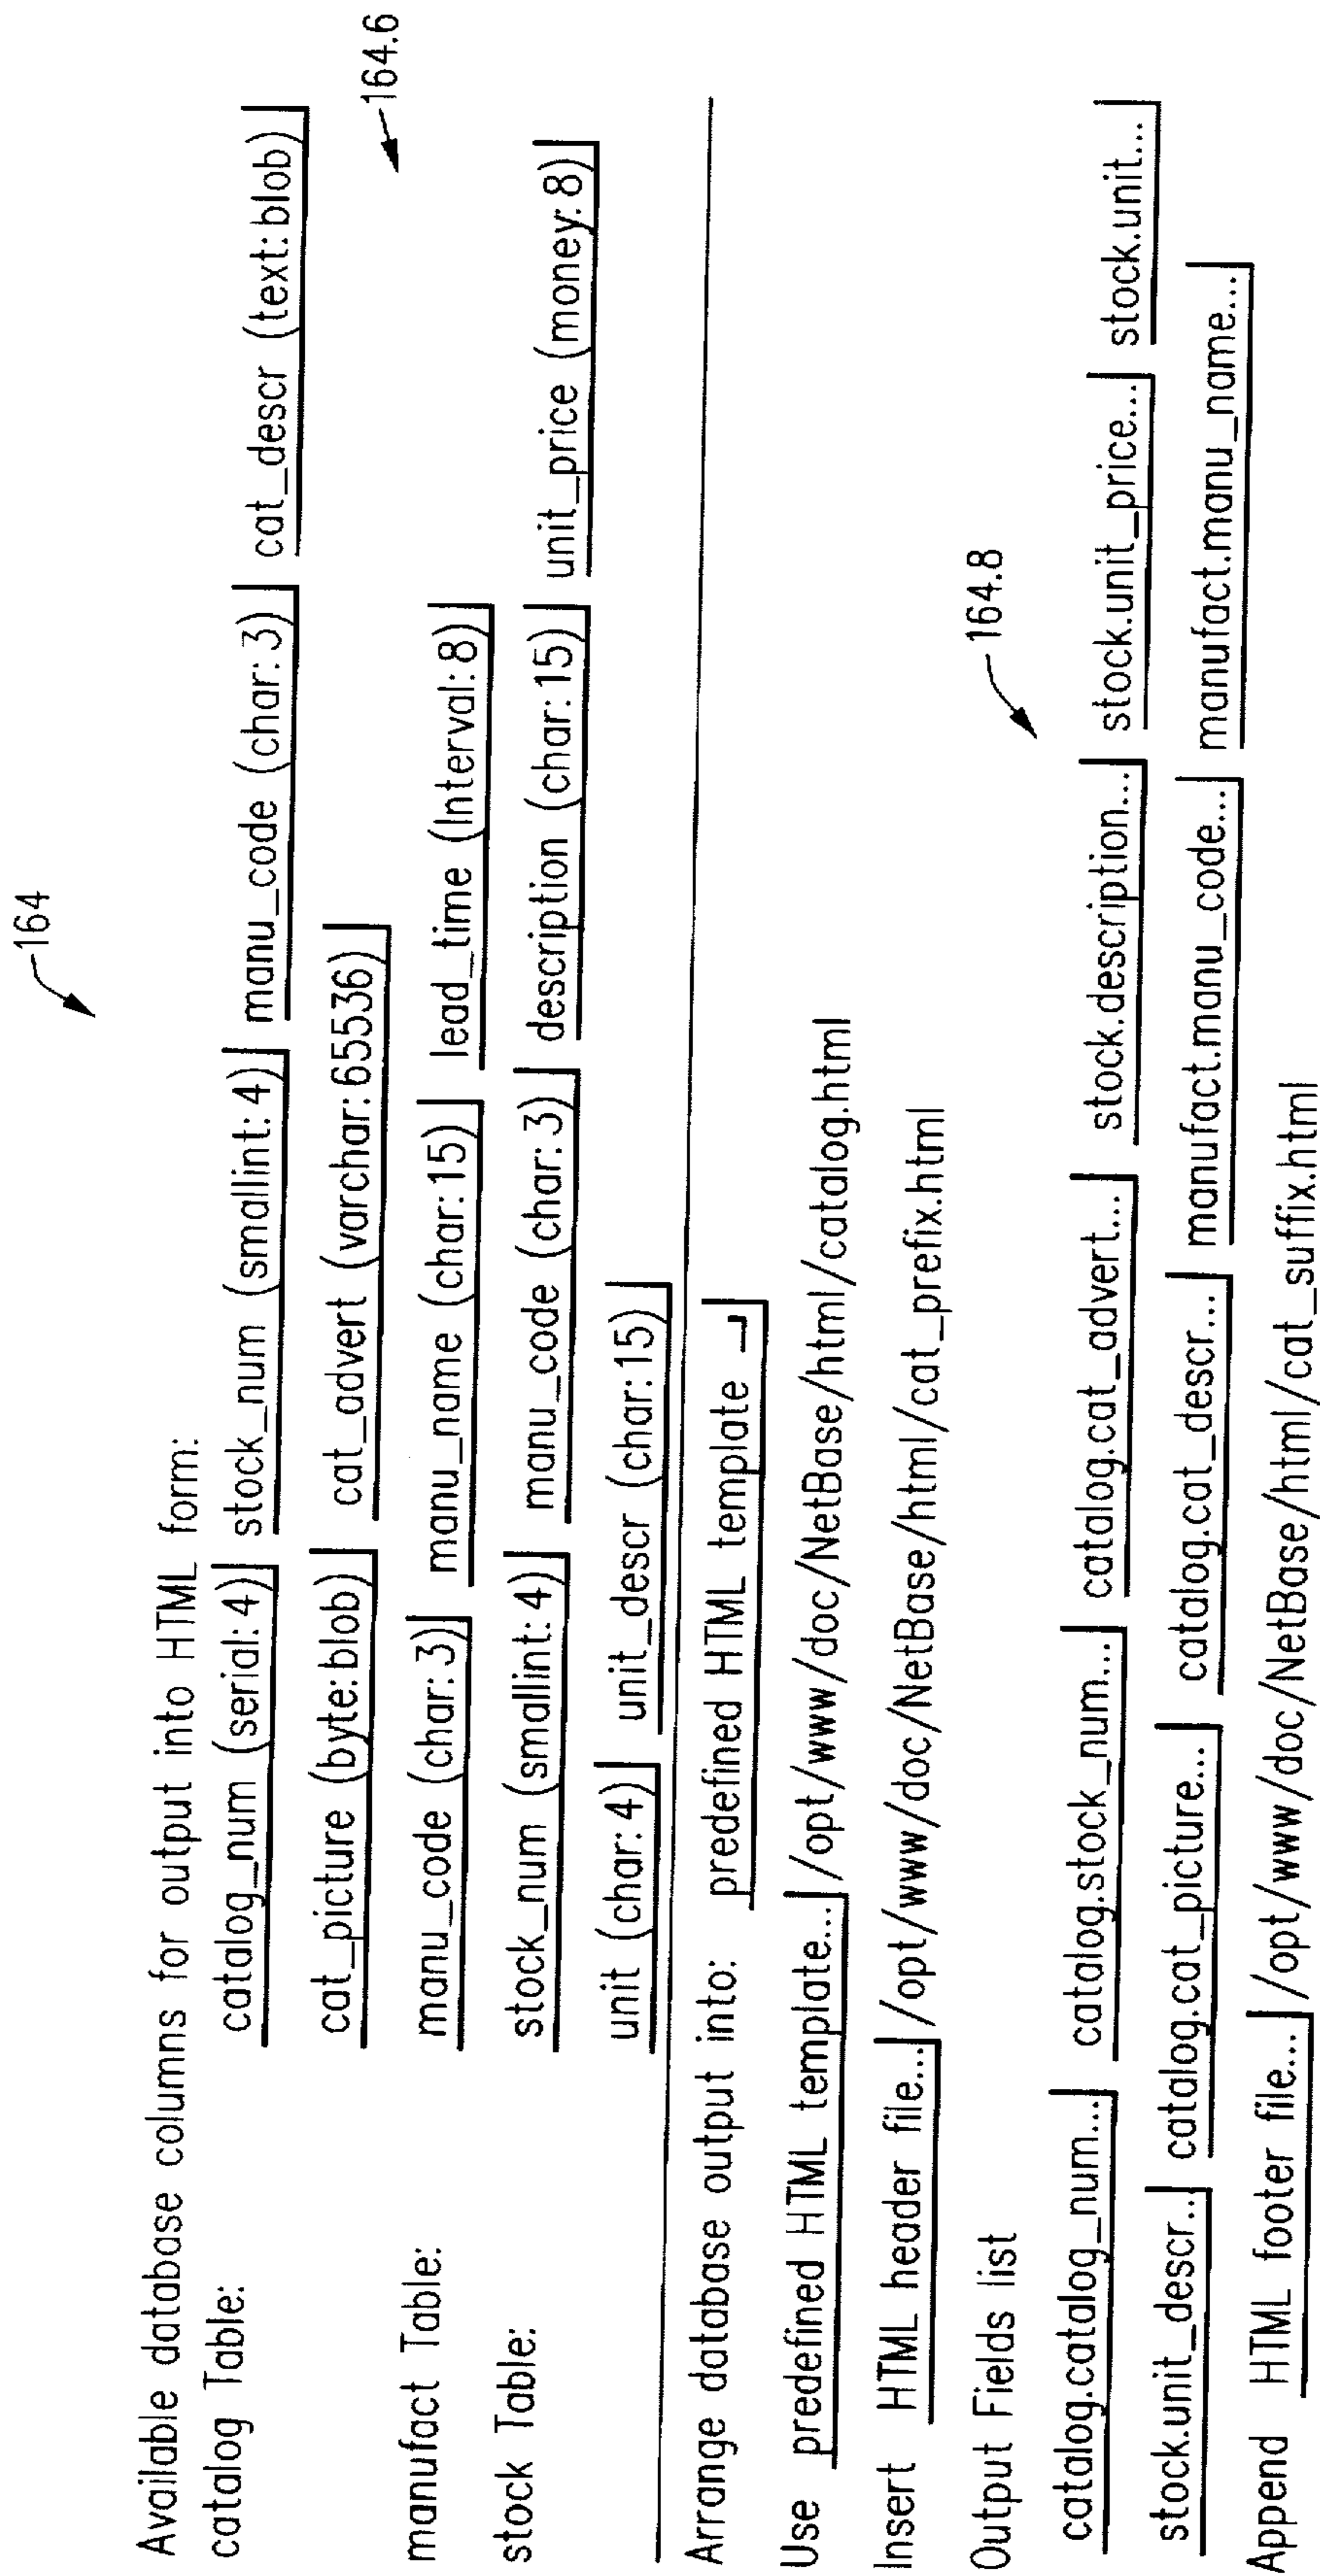 164
Available database columns for output into HTML form:
catalog Table: catalog_num (serial: 4) stock_num (smallint: 4) manu_code (char: 3) cat_descr (text: blob)
cat_picture (byte: blob) cat_advert (varchar: 65536)
164.6
manufact Table: manu_code (char: 3) manu_name (char: 15) lead_time (Interval: 8)
stock Table: stock_num (smallint: 4) manu_code (char: 3) description (char: 15) unit_price (money: 8)
unit (char: 4) unit_descr (char: 15)
Arrange database output into: predefined HTML template
Use predefined HTML template... /opt/www/doc/NetBase/html/catalog.html
Insert HTML header file... /opt/www/doc/NetBase/html/cat_prefix.html
Output Fields list
164.8
catalog.catalog_num... catalog.stock_num... catalog.cat_advert... stock.description... stock.unit_price... stock.unit...
stock.unit_descr... catalog.cat_picture... catalog.cat_descr... manufact.manu_code... manufact.manu_name...
Append HTML footer file... /opt/www/doc/NetBase/html/cat_suffix.html